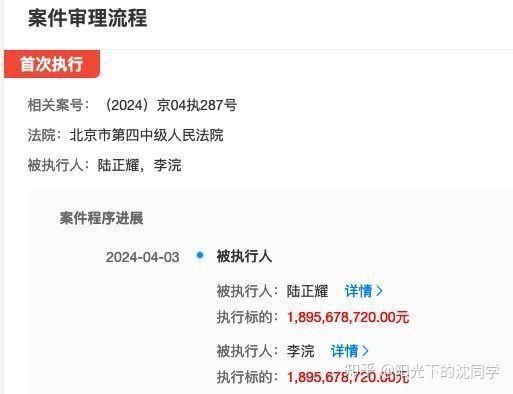 案件审理流程
首次执行
相关案号：（2024）京04执287号
法院：北京市第四中级人民法院
被执行人：陆正耀，李浣
案件程序进展
2024-04-03 被执行人
被执行人：陆正耀 详情 >
执行标的：1,895,678,720.00元
被执行人：李浣 详情 >
执行标的：1,895,678,720.00元
知乎 @阳光下的沈同学